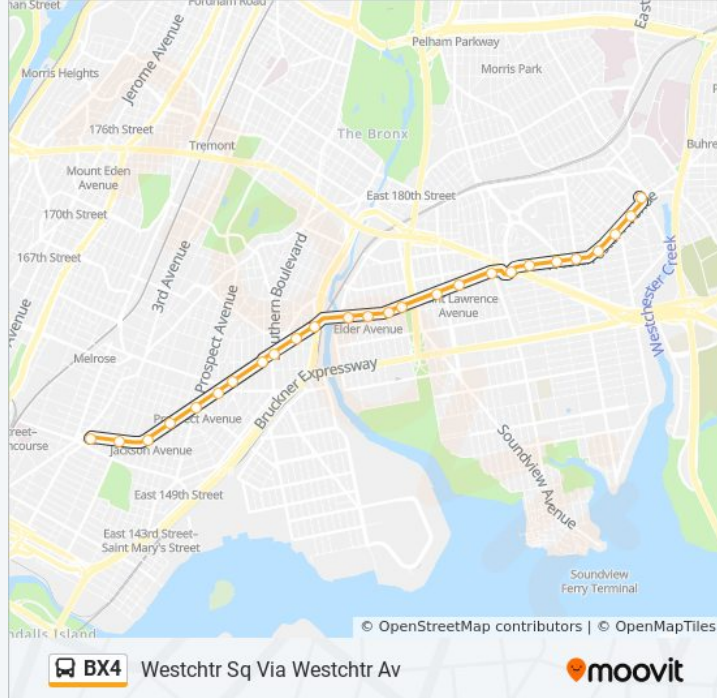 Fordham Road
Pelham Parkway
Morris Heights
Jerome Avenue
Morris Park
176th Street
The Bronx
Tremont
Buhre
Mount Eden
Avenue
East 180th Street
170th Street
167th Street
3rd Avenue
Westchester Creek
Prospect Avenue
Lawrence
Avenue
Elder Avenue
Melrose
Bruckner Expressway
Avenue
Jackson Avenue
East 149th Street
Soundview Avenue
East 143rd Street–
Saint Mary's Street
Soundview
Ferry Terminal
© OpenStreetMap contributors | © OpenMapTiles
BX4 Westchtr Sq Via Westchtr Av
moovit